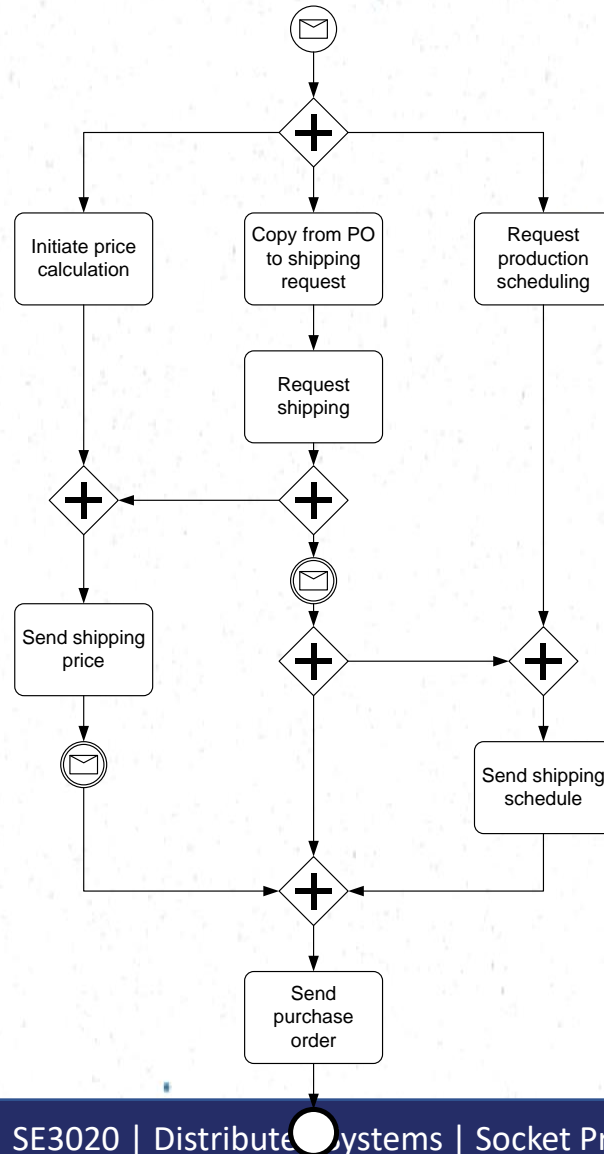 Initiate price
calculation
Copy from PO
to shipping
request
Request
production
scheduling
Request
shipping
Send shipping
price
Send shipping
schedule
Send
purchase
order
SE3020 | Distribute ystems | Socket Pr